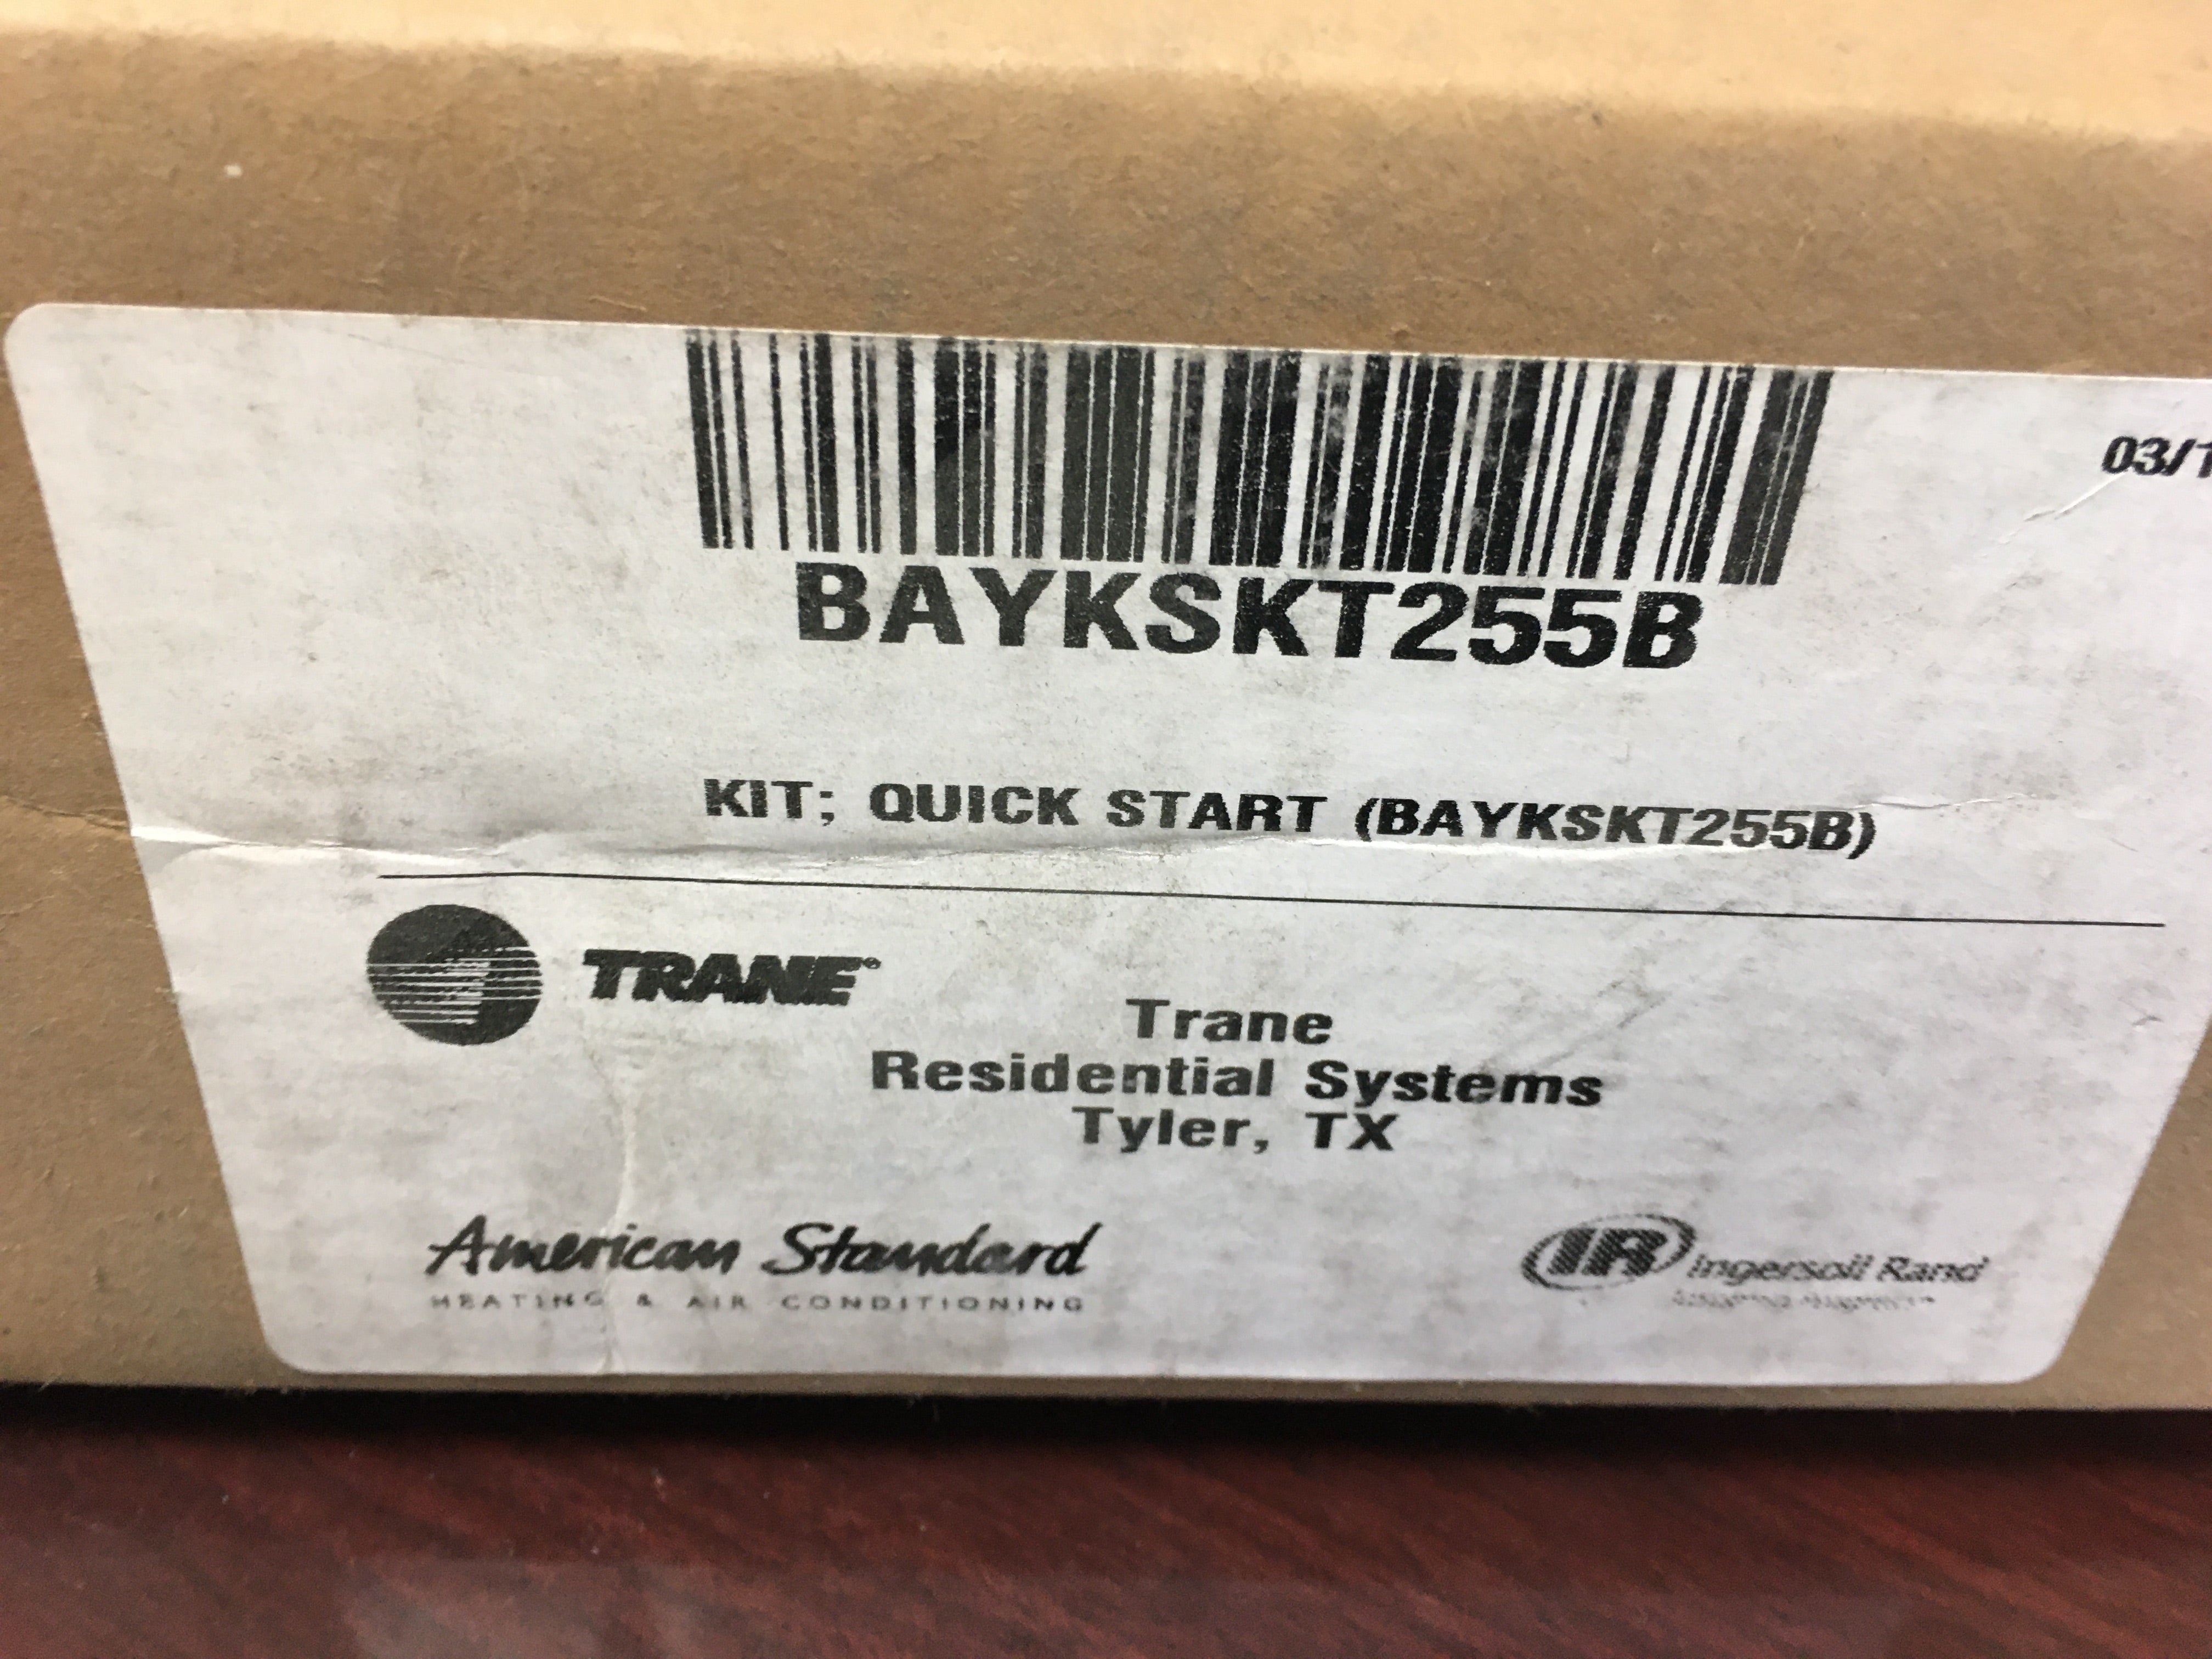 03/1
BAYKSKT255B
KIT; QUICK START (BAYKSKT255B)
TRANE®
Trane
Residential Systems
Tyler, TX
American Standard
HEATING & AIR CONDITIONING
IR Ingersoll Rand